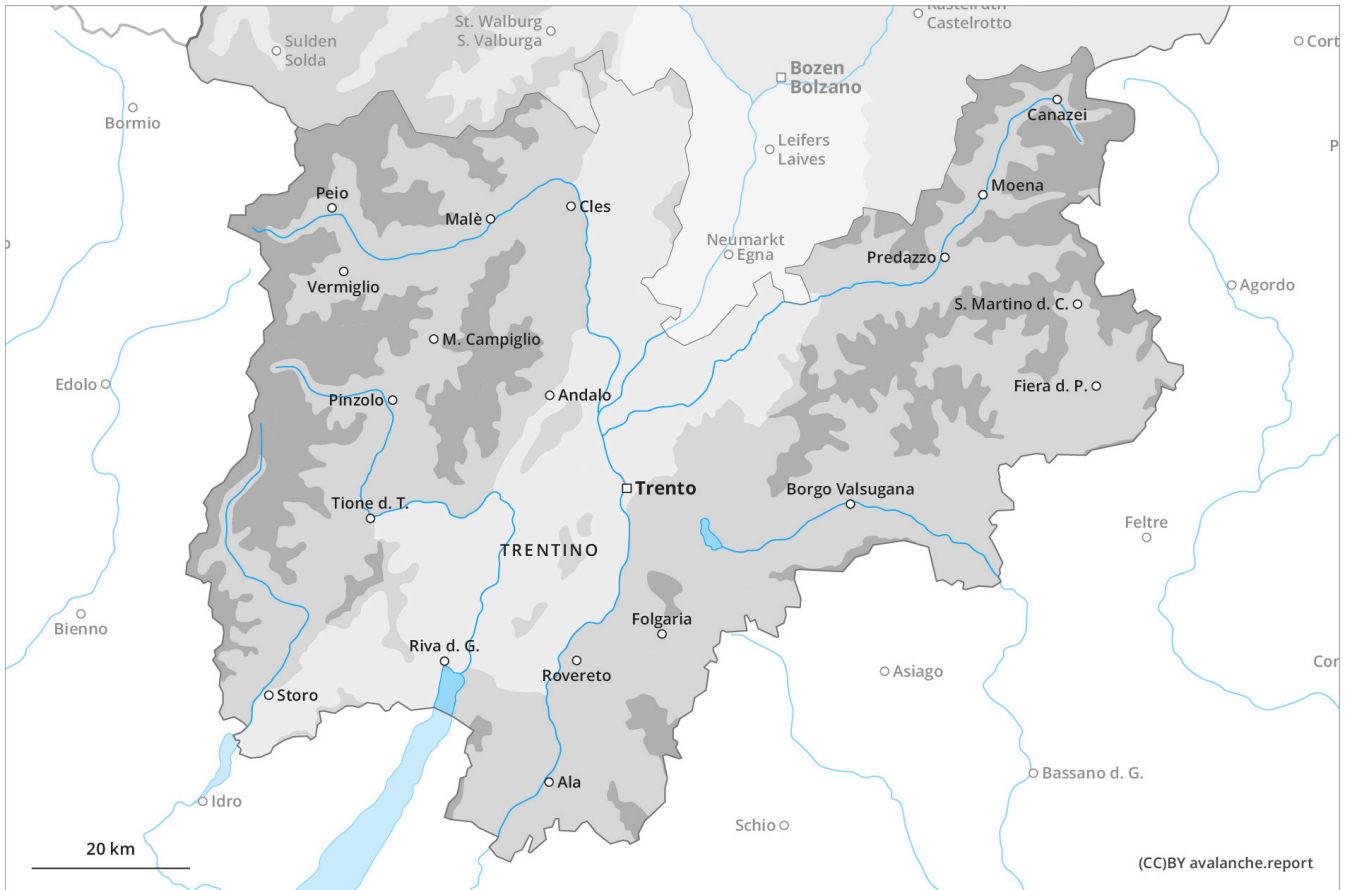 Kastelruth
Castelrotto
St. Walburg
S. Valburga
Sulden
Solda
Cort
Bozen
Bolzano
Bormio
Canazei
Leifers
Laives
P
Moena
Peio
Malè
Cles
Neumarkt
Egna
Predazzo
Vermiglio
Agordo
S. Martino d. C.
M. Campiglio
Edolo
Fiera d. P.
Pinzolo
Andalo
Trento
Borgo Valsugana
Tione d. T.
Feltre
TRENTINO
Bienno
Folgaria
Riva d. G.
Rovereto
Asiago
Cor
Storo
Bassano d. G.
Ala
Idro
Schio
20 km
(CC)BY avalanche.report